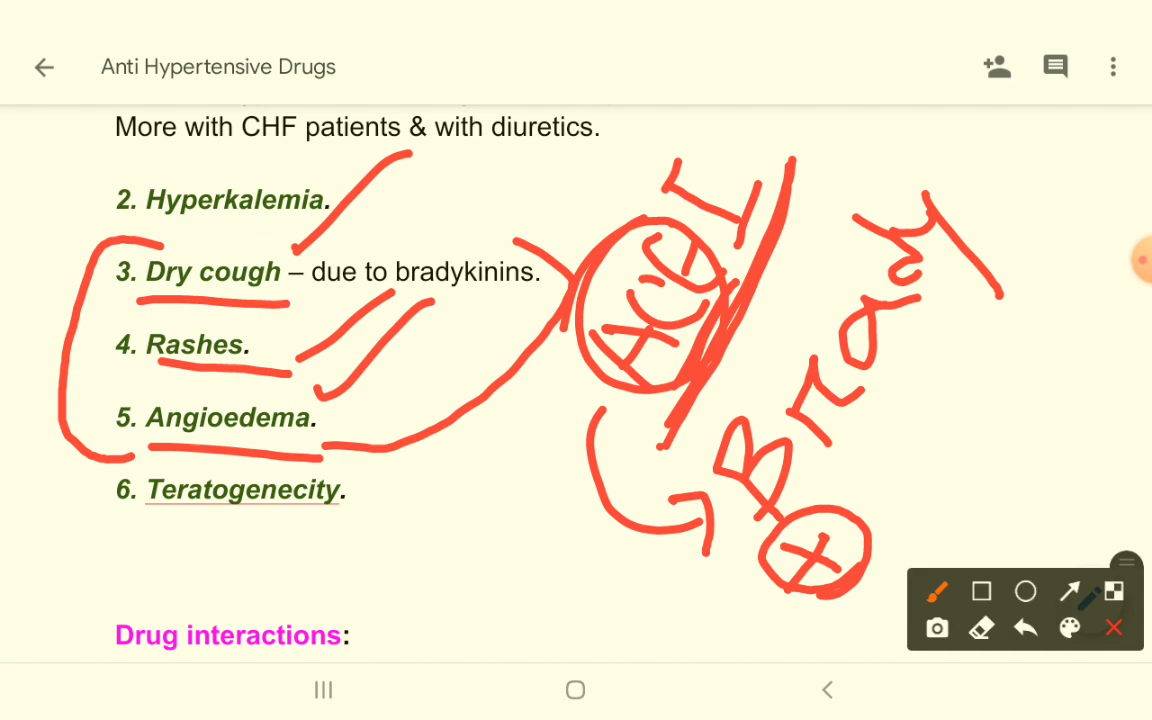 Anti Hypertensive Drugs
More with CHF patients & with diuretics.
2. Hyperkalemia.
3. Dry cough – due to bradykinins.
4. Rashes.
5. Angioedema.
6. Teratogenecity.
ACEI
Brady
Drug interactions: